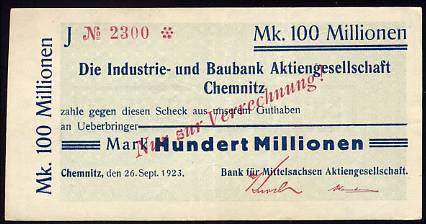 Mk. 100 Millionen
J № 2300 ✻
Mk. 100 Millionen
Die Industrie- und Baubank Aktiengesellschaft
Chemnitz
zahle gegen diesen Scheck aus unserem Guthaben
an Ueberbringer
Nur zur Verrechnung!
Mark Hundert Millionen
Chemnitz, den 26. Sept. 1923.
Bank für Mittelsachsen Aktiengesellschaft.